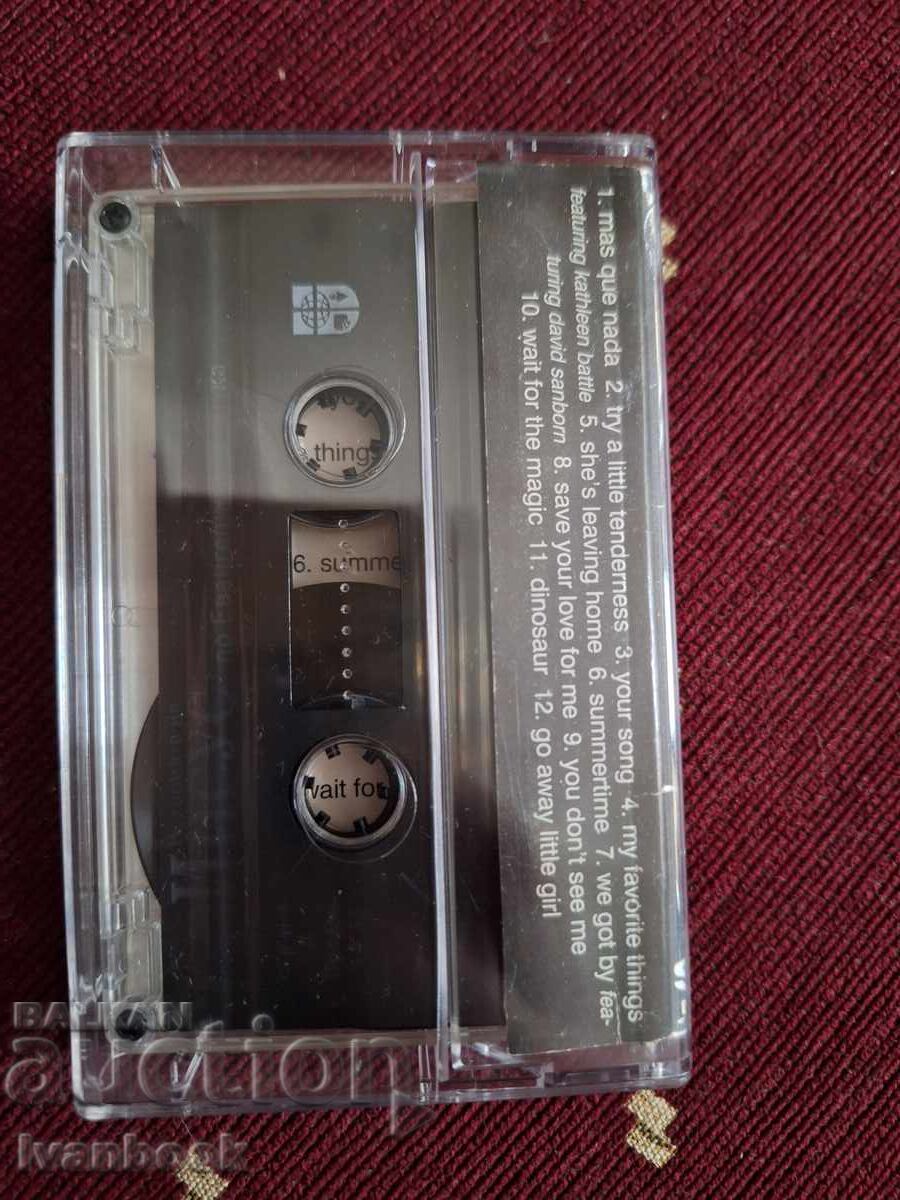 1. mas que nada 2. try a little tenderness 3. your song 4. my favorite things
featuring kathleen battle 5. she's leaving home 6. summertime 7. we got by fea-
turing david sanborn 8. save your love for me 9. you don't see me
10. wait for the magic 11. dinosaur 12. go away little girl
you
things
6. summe
wait for
BALKAN
auction
Ivanbook